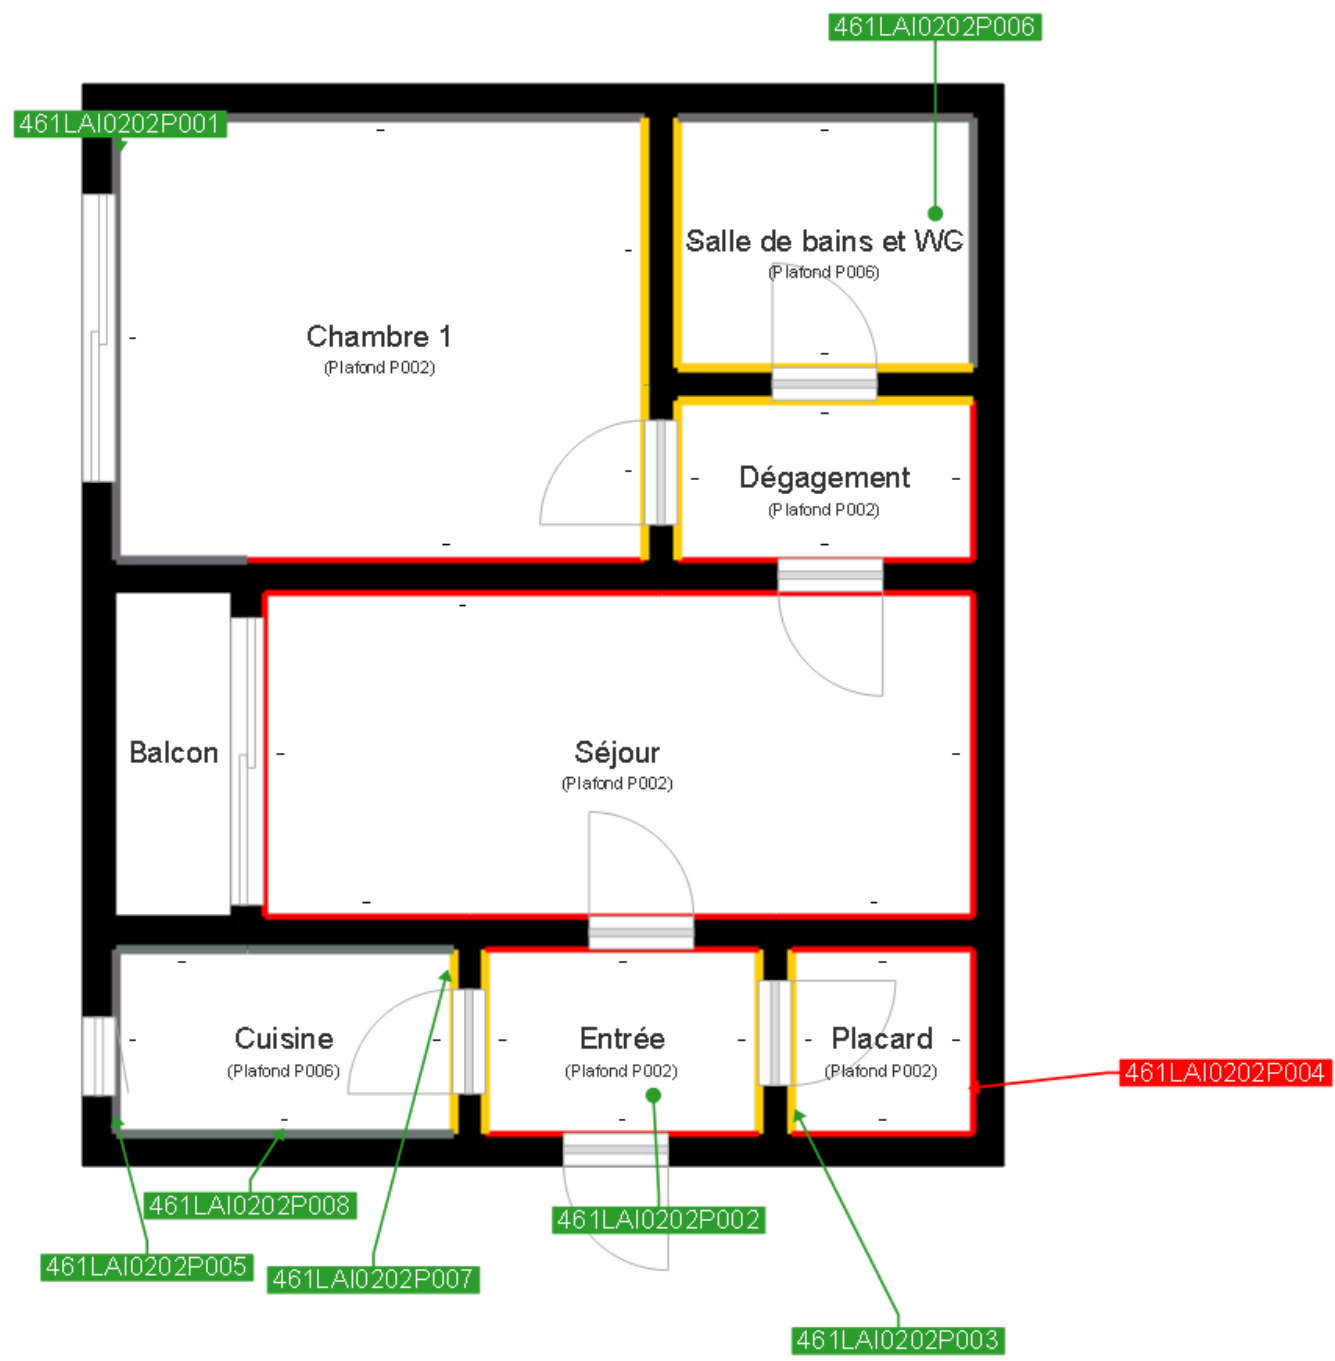 461LAI0202P006
461LAI0202P001
Salle de bains et WC
(Plafond P006)
Chambre 1
(Plafond P002)
Dégagement
(Plafond P002)
Balcon
Séjour
(Plafond P002)
Cuisine
(Plafond P006)
Entrée
(Plafond P002)
Placard
(Plafond P002)
461LAI0202P004
461LAI0202P008
461LAI0202P002
461LAI0202P005
461LAI0202P007
461LAI0202P003